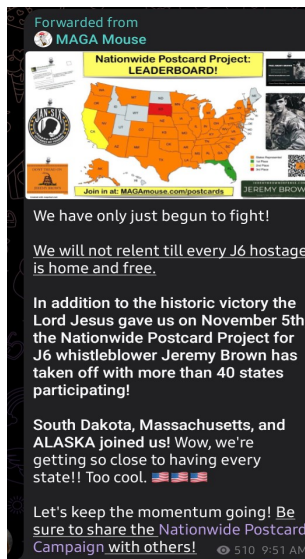 Forwarded from
MAGA Mouse
Nationwide Postcard Project:
LEADERBOARD!
Join in at: MAGAmouse.com/postcards
JEREMY BROW
We have only just begun to fight!
We will not relent till every J6 hostage
is home and free.
In addition to the historic victory the
Lord Jesus gave us on November 5th
the Nationwide Postcard Project for
J6 whistleblower Jeremy Brown has
taken off with more than 40 states
participating!
South Dakota, Massachusetts, and
ALASKA joined us! Wow, we're
getting so close to having every
state!! Too cool. 🇺🇸🇺🇸🇺🇸
Let's keep the momentum going! Be
sure to share the Nationwide Postcard
Campaign with others! 510 9:51 AM